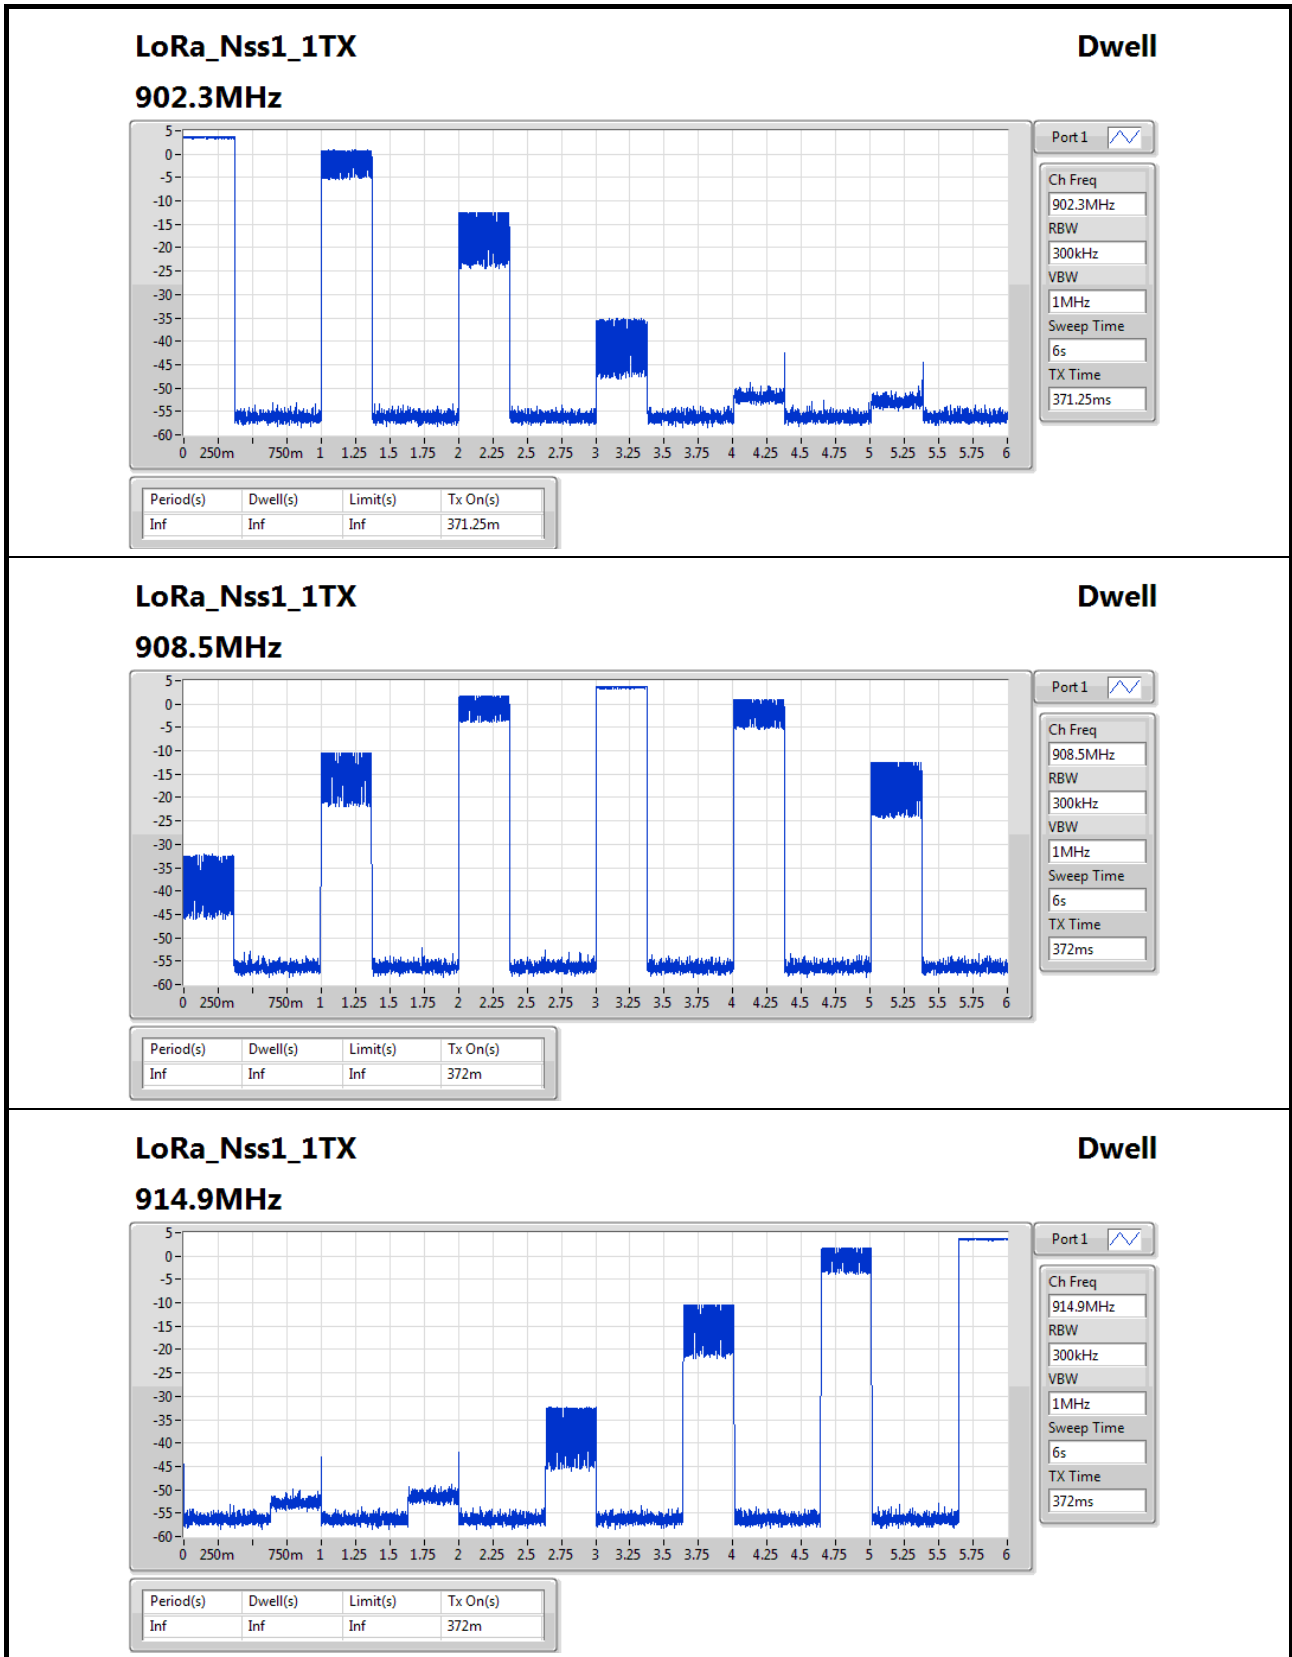 LoRa_Nss1_1TX Dwell
902.3MHz
Port 1
5
0
-5
-10
-15
-20
-25
-30
-35
-40
-45
-50
-55
-60
0 250m 750m 1 1.25 1.5 1.75 2 2.25 2.5 2.75 3 3.25 3.5 3.75 4 4.25 4.5 4.75 5 5.25 5.5 5.75 6
Ch Freq
902.3MHz
RBW
300kHz
VBW
1MHz
Sweep Time
6s
TX Time
371.25ms
Period(s) Dwell(s) Limit(s) Tx On(s)
Inf Inf Inf 371.25m
LoRa_Nss1_1TX Dwell
908.5MHz
Port 1
5
0
-5
-10
-15
-20
-25
-30
-35
-40
-45
-50
-55
-60
0 250m 750m 1 1.25 1.5 1.75 2 2.25 2.5 2.75 3 3.25 3.5 3.75 4 4.25 4.5 4.75 5 5.25 5.5 5.75 6
Ch Freq
908.5MHz
RBW
300kHz
VBW
1MHz
Sweep Time
6s
TX Time
372ms
Period(s) Dwell(s) Limit(s) Tx On(s)
Inf Inf Inf 372m
LoRa_Nss1_1TX Dwell
914.9MHz
Port 1
5
0
-5
-10
-15
-20
-25
-30
-35
-40
-45
-50
-55
-60
0 250m 750m 1 1.25 1.5 1.75 2 2.25 2.5 2.75 3 3.25 3.5 3.75 4 4.25 4.5 4.75 5 5.25 5.5 5.75 6
Ch Freq
914.9MHz
RBW
300kHz
VBW
1MHz
Sweep Time
6s
TX Time
372ms
Period(s) Dwell(s) Limit(s) Tx On(s)
Inf Inf Inf 372m